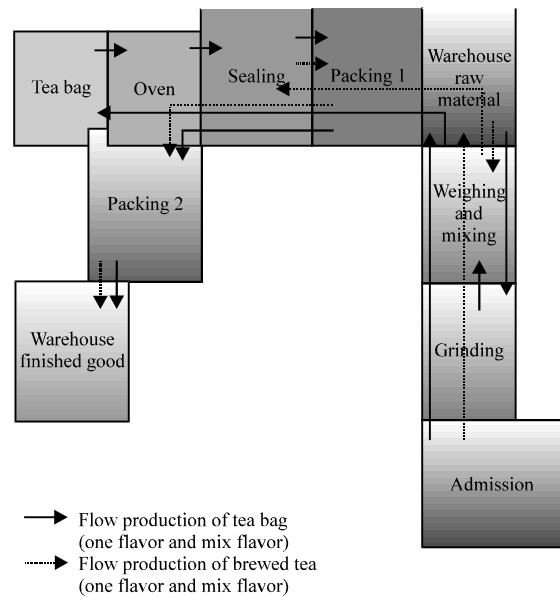 Tea bag
Oven
Sealing
Packing 1
Warehouse
raw
material
Packing 2
Weighing
and
mixing
Warehouse
finished good
Grinding
Admission
Flow production of tea bag
(one flavor and mix flavor)
Flow production of brewed tea
(one flavor and mix flavor)